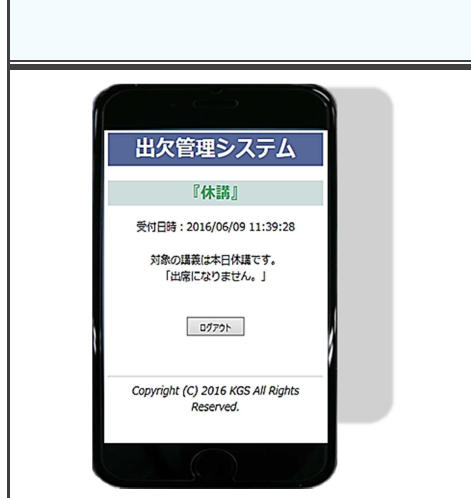 出欠管理システム
『休講』
受付日時：2016/06/09 11:39:28
対象の講義は本日休講です。
「出席になりません。」
ログアウト
Copyright (C) 2016 KGS All Rights
Reserved.